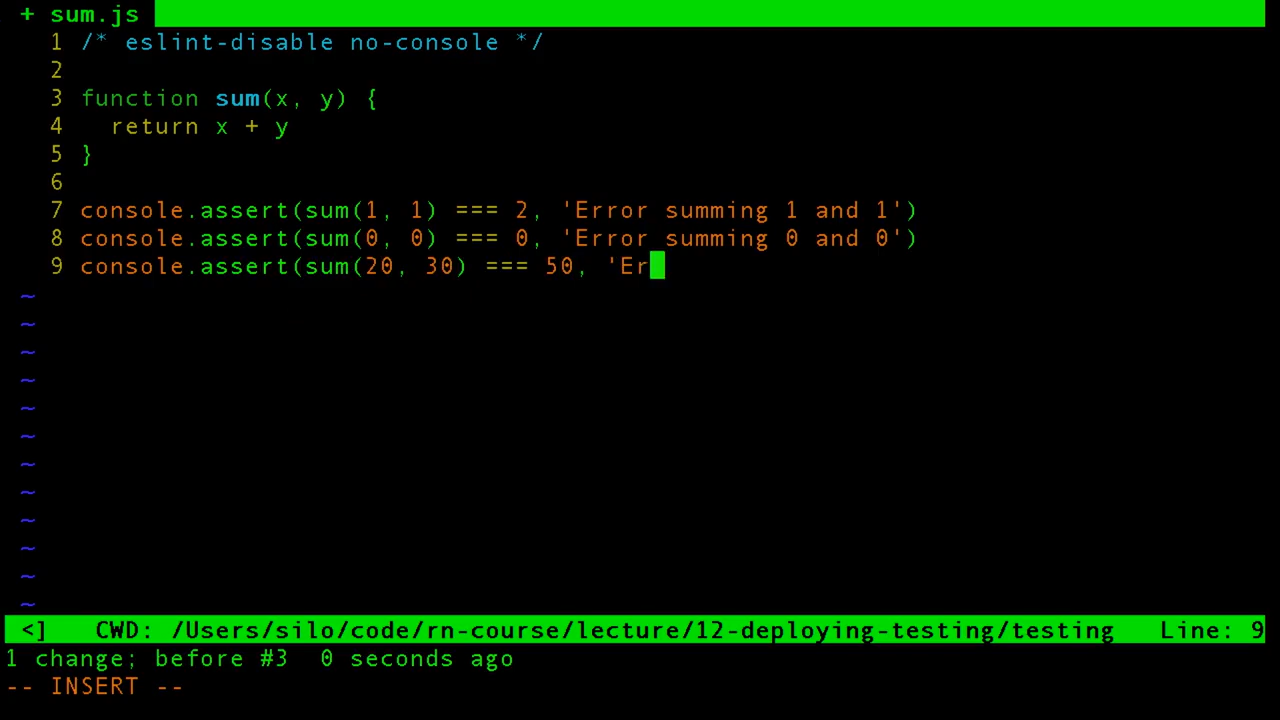 + sum.js
1 /* eslint-disable no-console */
2
3 function sum(x, y) {
4   return x + y
5 }
6
7 console.assert(sum(1, 1) === 2, 'Error summing 1 and 1')
8 console.assert(sum(0, 0) === 0, 'Error summing 0 and 0')
9 console.assert(sum(20, 30) === 50, 'Er
~
~
~
~
~
~
~
~
~
~
~
~
<]   CWD: /Users/silo/code/rn-course/lecture/12-deploying-testing/testing   Line: 9
1 change; before #3  0 seconds ago
-- INSERT --